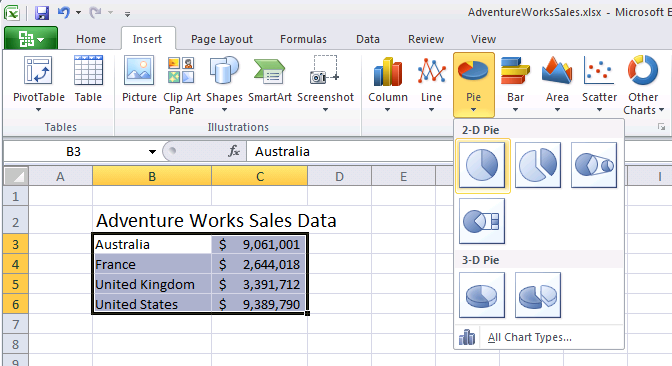 AdventureWorksSales.xlsx - Microsoft E
Home Insert Page Layout Formulas Data Review View
PivotTable Table Picture Clip Art Pane Shapes SmartArt Screenshot Column Line Pie Bar Area Scatter Other Charts
Tables Illustrations
2-D Pie
B3 fx Australia
A B C D E I
1
2 Adventure Works Sales Data
3 Australia $ 9,061,001
4 France $ 2,644,018
5 United Kingdom $ 3,391,712
6 United States $ 9,389,790
3-D Pie
7
8
All Chart Types...
9